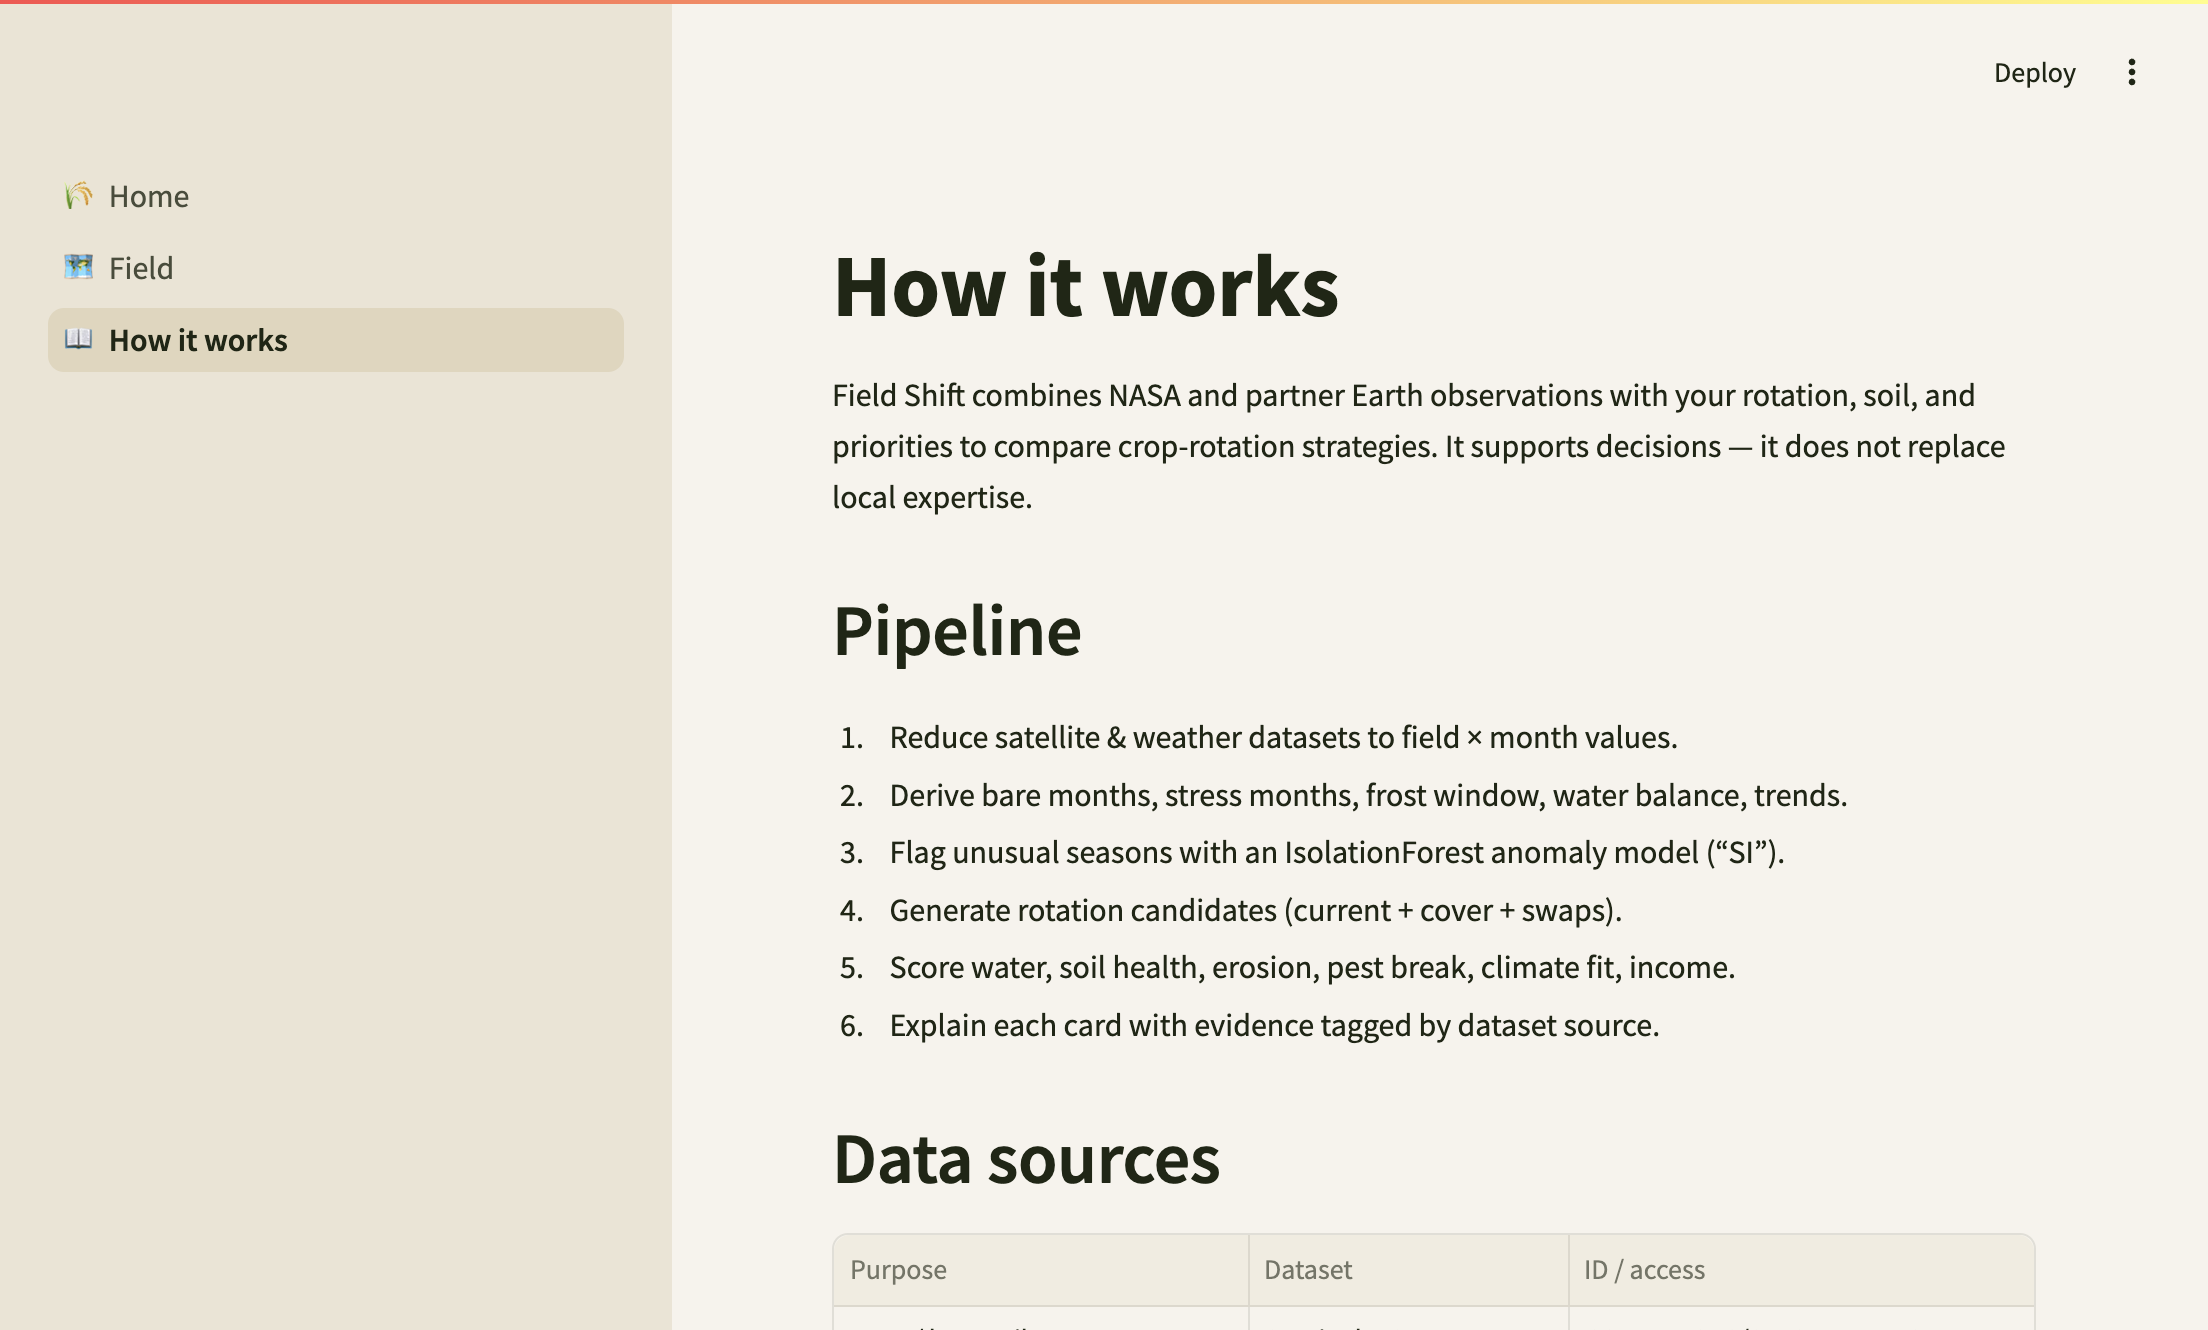 Deploy
Home
Field
How it works
How it works
Field Shift combines NASA and partner Earth observations with your rotation, soil, and
priorities to compare crop-rotation strategies. It supports decisions — it does not replace
local expertise.
Pipeline
1. Reduce satellite & weather datasets to field × month values.
2. Derive bare months, stress months, frost window, water balance, trends.
3. Flag unusual seasons with an IsolationForest anomaly model (“SI”).
4. Generate rotation candidates (current + cover + swaps).
5. Score water, soil health, erosion, pest break, climate fit, income.
6. Explain each card with evidence tagged by dataset source.
Data sources
Purpose Dataset ID / access